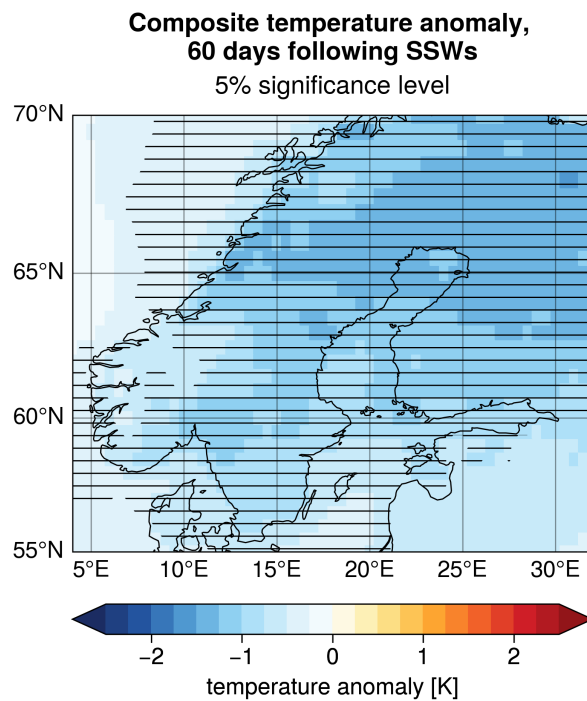 Composite temperature anomaly,
60 days following SSWs
5% significance level
70°N
65°N
60°N
55°N
5°E 10°E 15°E 20°E 25°E 30°E
−2 −1 0 1 2
temperature anomaly [K]